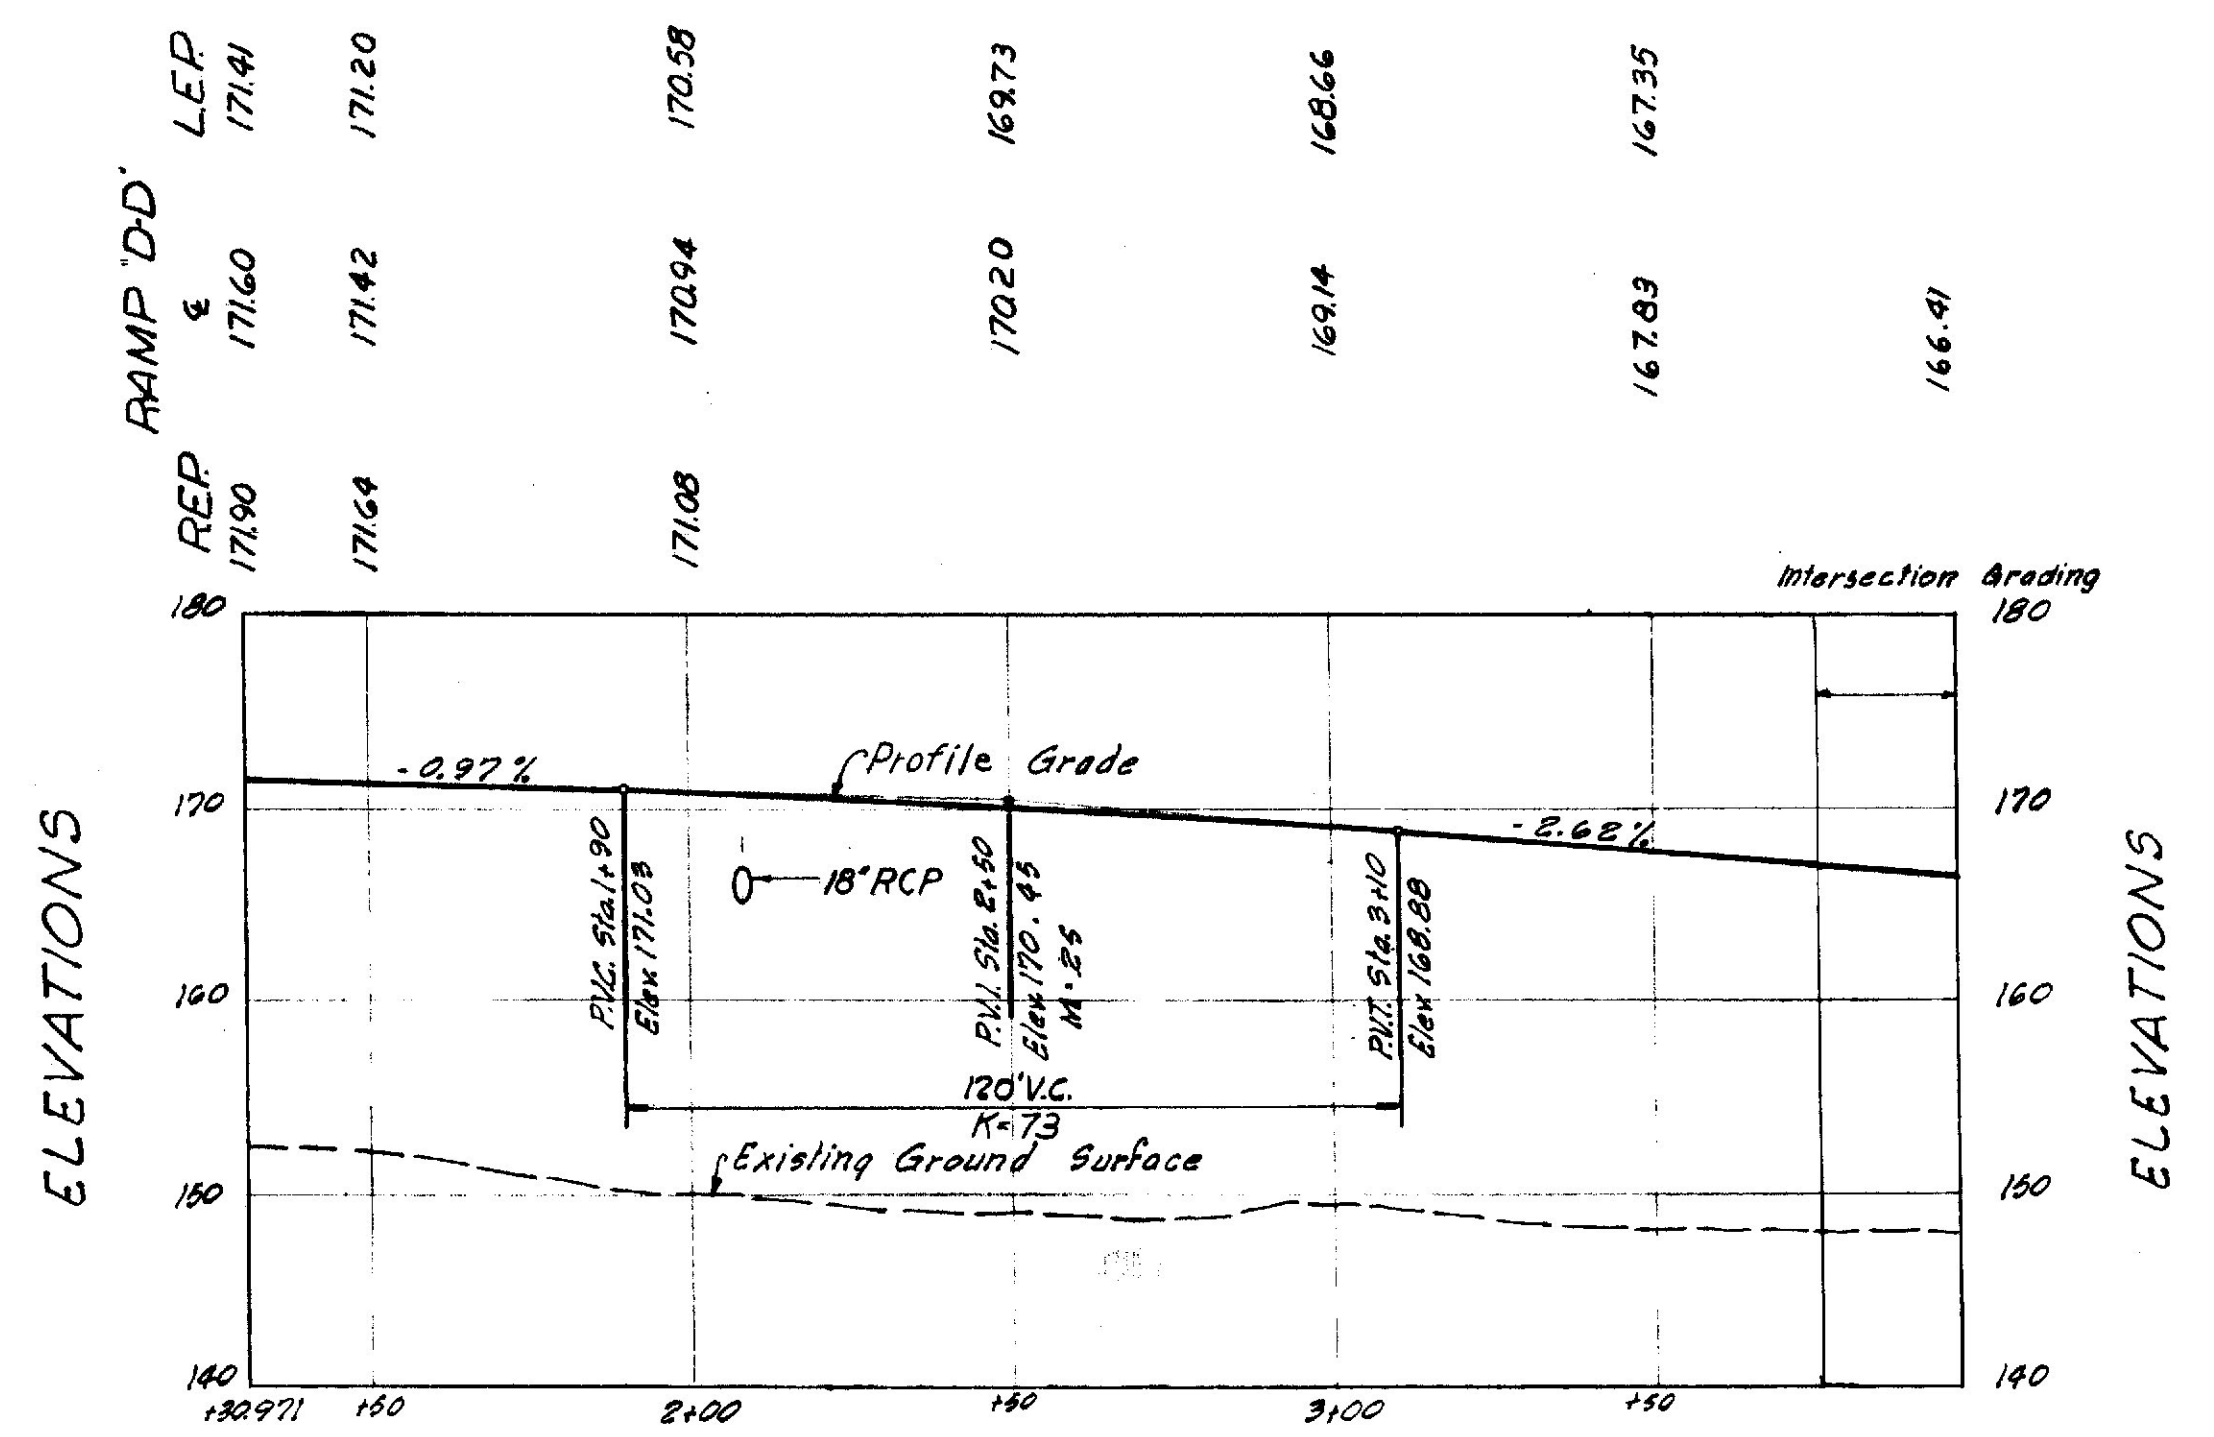 RAMP "D-D"
L.E.P. 171.41 171.20 170.58 169.73 168.66 167.35
℄ 171.60 171.42 170.94 170.20 169.14 167.83 166.41
R.E.P. 171.90 171.64 171.08
Intersection Grading
180
170
160
150
140
ELEVATIONS
-0.97%
Profile Grade
-2.62%
18" RCP
P.V.C. Sta. 1+90
Elev. 171.03
P.V.I. Sta. 2+50
Elev. 170.45
M=.25
P.V.T. Sta. 3+10
Elev. 168.88
120' V.C.
K=73
Existing Ground Surface
180
170
160
150
140
ELEVATIONS
+30.971 +50 2+00 +50 3+00 +50